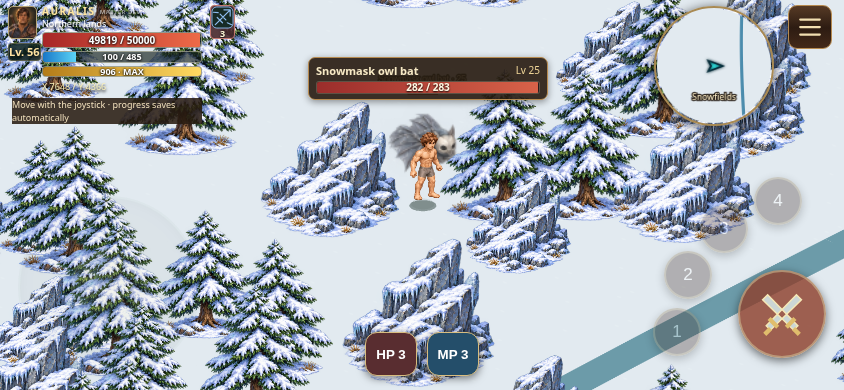 AURALIS
Northern lands
Lv. 56
49819 / 50000
100 / 485
906 · MAX
3
Move with the joystick · progress saves
automatically
Snowmask owl bat
Lv 25
282 / 283
Snowfields
4
2
1
HP 3
MP 3